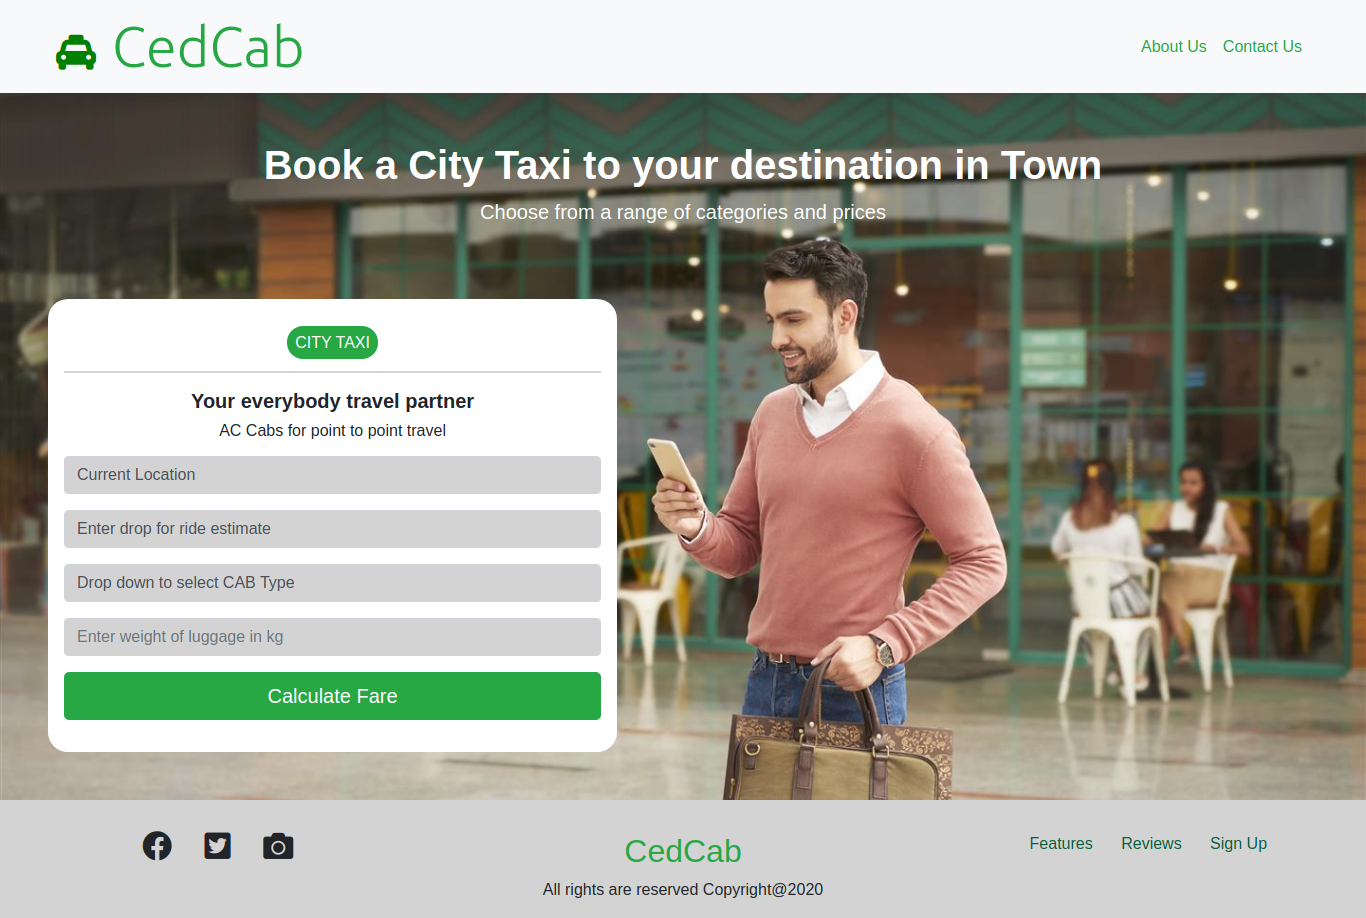 CedCab
About Us Contact Us
Book a City Taxi to your destination in Town
Choose from a range of categories and prices
CITY TAXI
Your everybody travel partner
AC Cabs for point to point travel
Current Location
Enter drop for ride estimate
Drop down to select CAB Type
Enter weight of luggage in kg
Calculate Fare
CedCab
Features Reviews Sign Up
All rights are reserved Copyright@2020